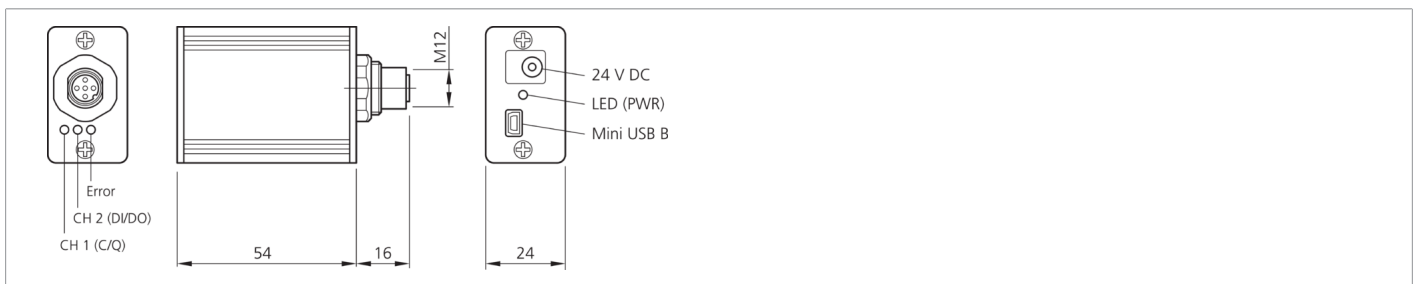 M12
24 V DC
LED (PWR)
Mini USB B
Error
CH 2 (DI/DO)
CH 1 (C/Q)
54
16
24